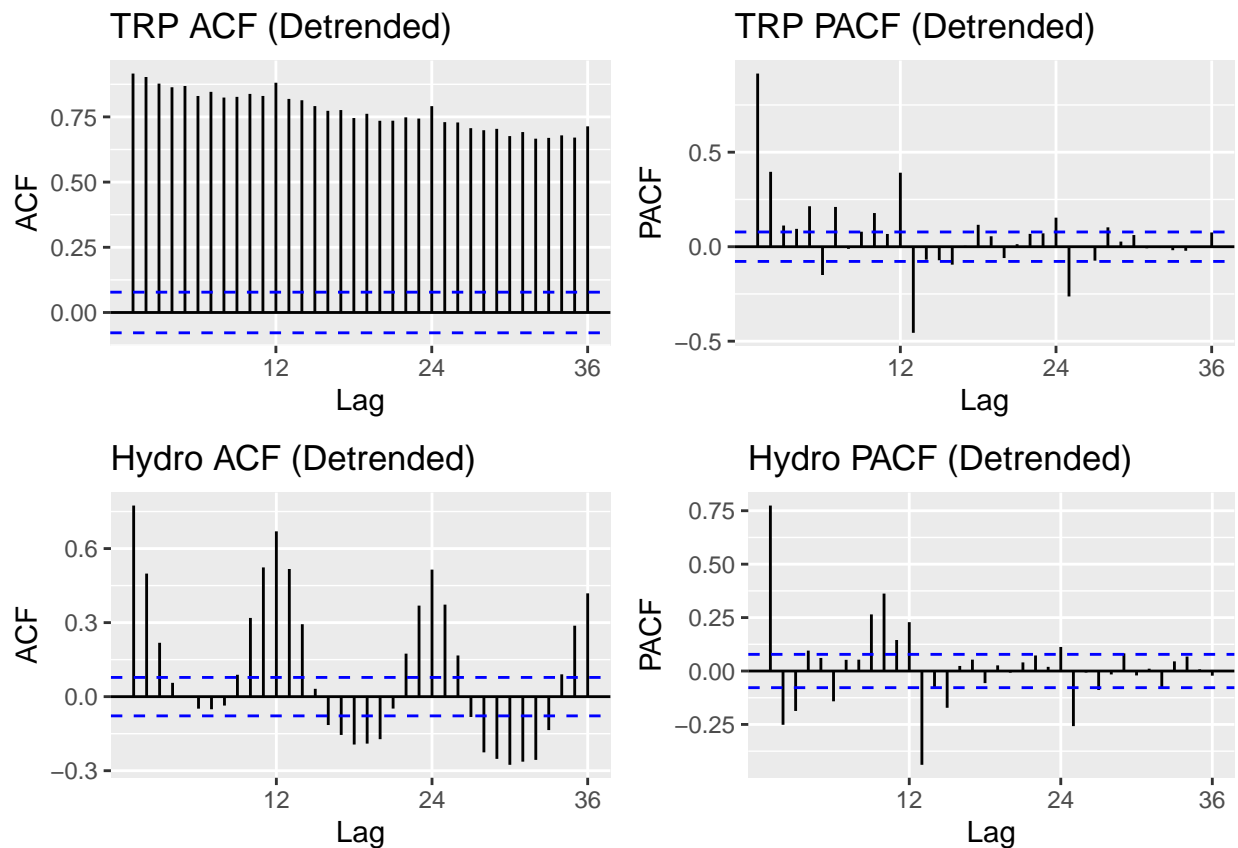 TRP ACF (Detrended)
0.75
0.50
0.25
0.00
ACF
12 24 36
Lag
TRP PACF (Detrended)
0.5
0.0
−0.5
PACF
12 24 36
Lag
Hydro ACF (Detrended)
0.6
0.3
0.0
−0.3
ACF
12 24 36
Lag
Hydro PACF (Detrended)
0.75
0.50
0.25
0.00
−0.25
PACF
12 24 36
Lag